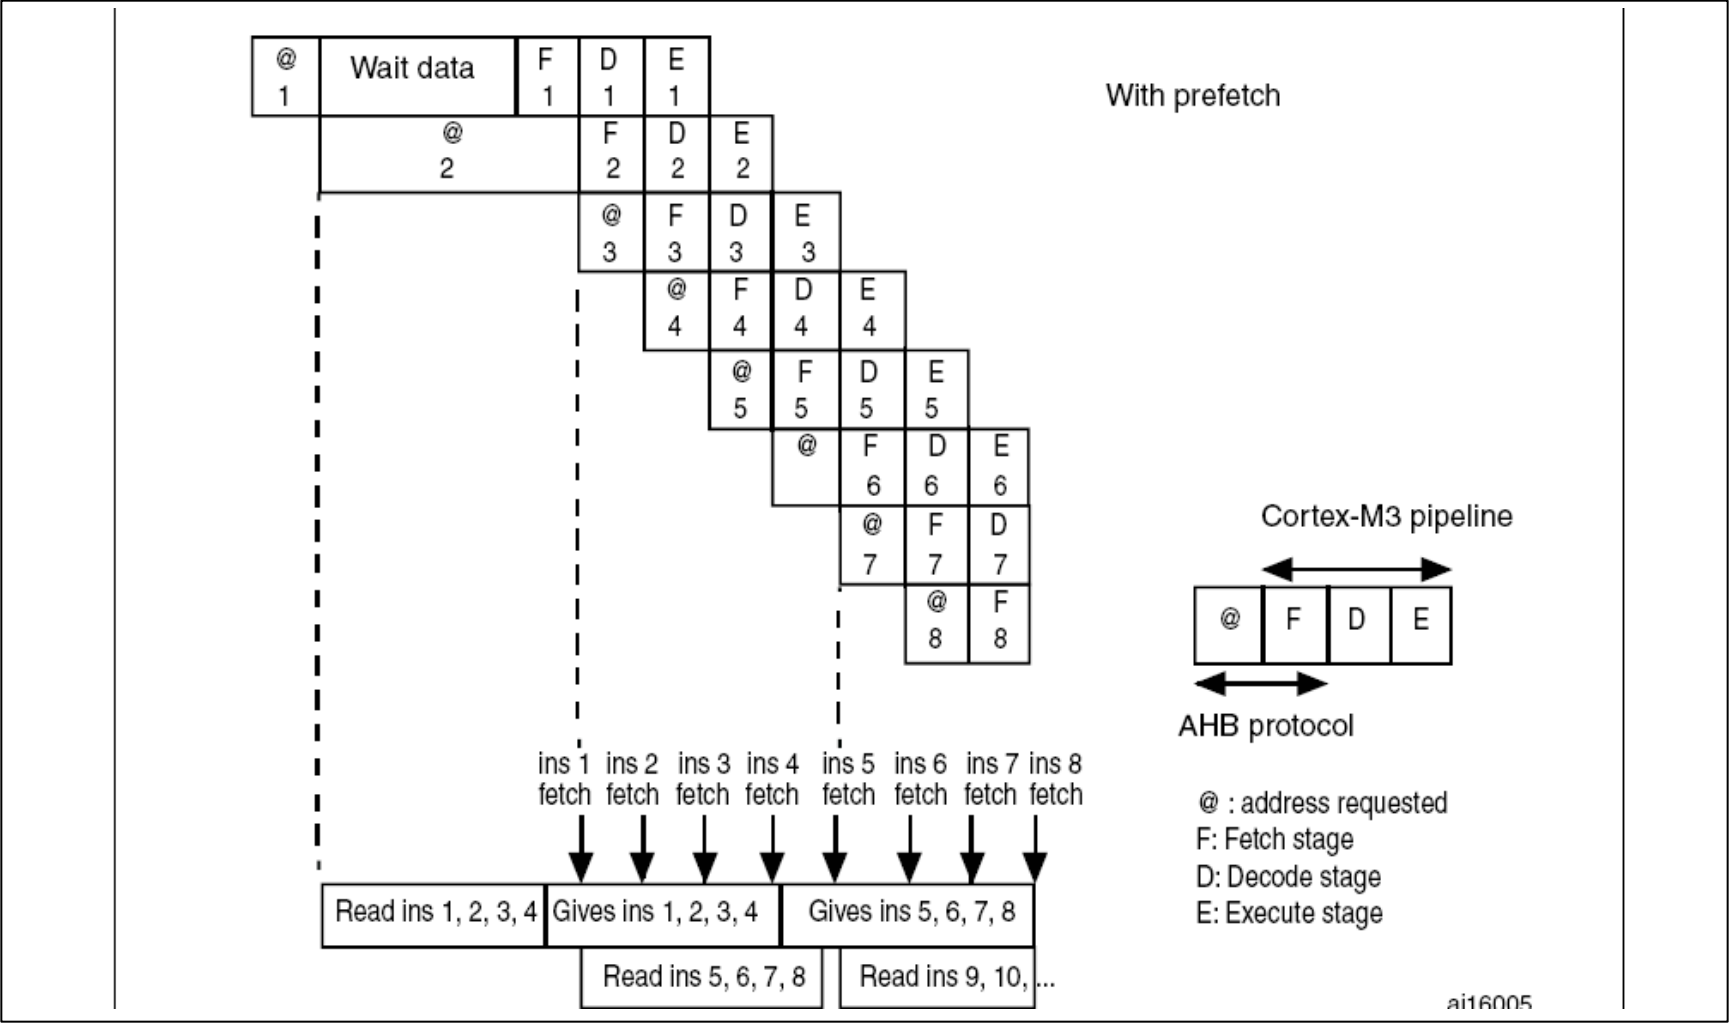 @ Wait data F D E
1 1 1 1
With prefetch
@ F D E
2 2 2 2
@ F D E
3 3 3 3
@ F D E
4 4 4 4
@ F D E
5 5 5 5
@ F D E
6 6 6
@ F D
7 7 7
@ F
8 8
Cortex-M3 pipeline
@ F D E
AHB protocol
@ : address requested
F: Fetch stage
D: Decode stage
E: Execute stage
ins 1 ins 2 ins 3 ins 4 ins 5 ins 6 ins 7 ins 8
fetch fetch fetch fetch fetch fetch fetch fetch
Read ins 1, 2, 3, 4 Gives ins 1, 2, 3, 4 Gives ins 5, 6, 7, 8
Read ins 5, 6, 7, 8 Read ins 9, 10, ...
ai16005